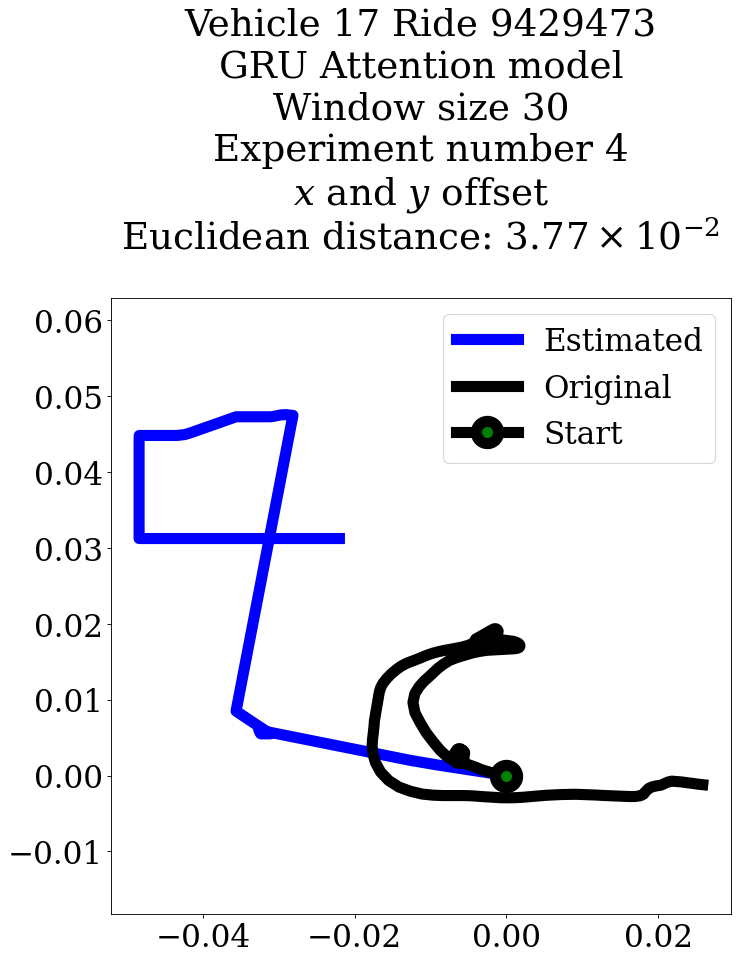 Vehicle 17 Ride 9429473
GRU Attention model
Window size 30
Experiment number 4
x and y offset
Euclidean distance: 3.77 × 10⁻²
Estimated
Original
Start
0.06
0.05
0.04
0.03
0.02
0.01
0.00
−0.01
−0.04
−0.02
0.00
0.02